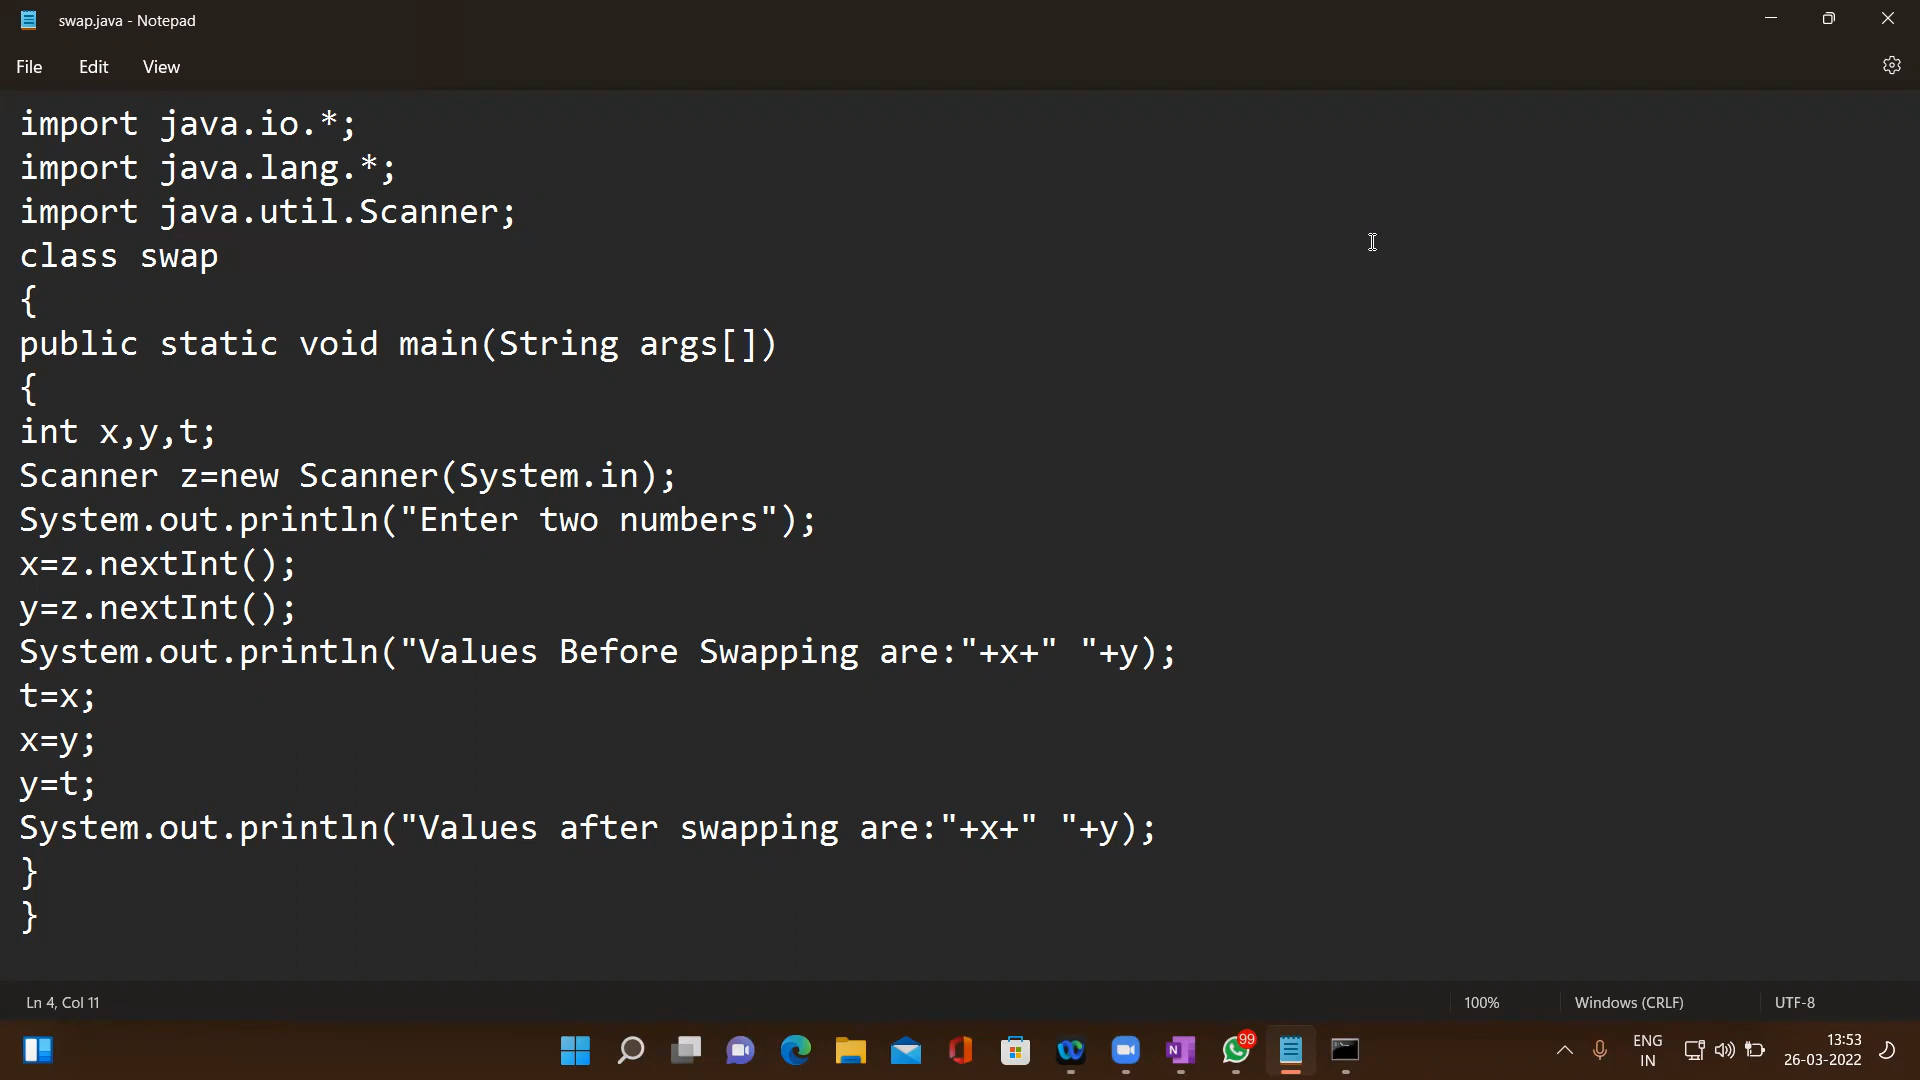 swap.java - Notepad
File Edit View
import java.io.*;
import java.lang.*;
import java.util.Scanner;
class swap
{
public static void main(String args[])
{
int x,y,t;
Scanner z=new Scanner(System.in);
System.out.println("Enter two numbers");
x=z.nextInt();
y=z.nextInt();
System.out.println("Values Before Swapping are:"+x+" "+y);
t=x;
x=y;
y=t;
System.out.println("Values after swapping are:"+x+" "+y);
}
}
Ln 4, Col 11 100% Windows (CRLF) UTF-8
99
N
ENG
IN
13:53
26-03-2022